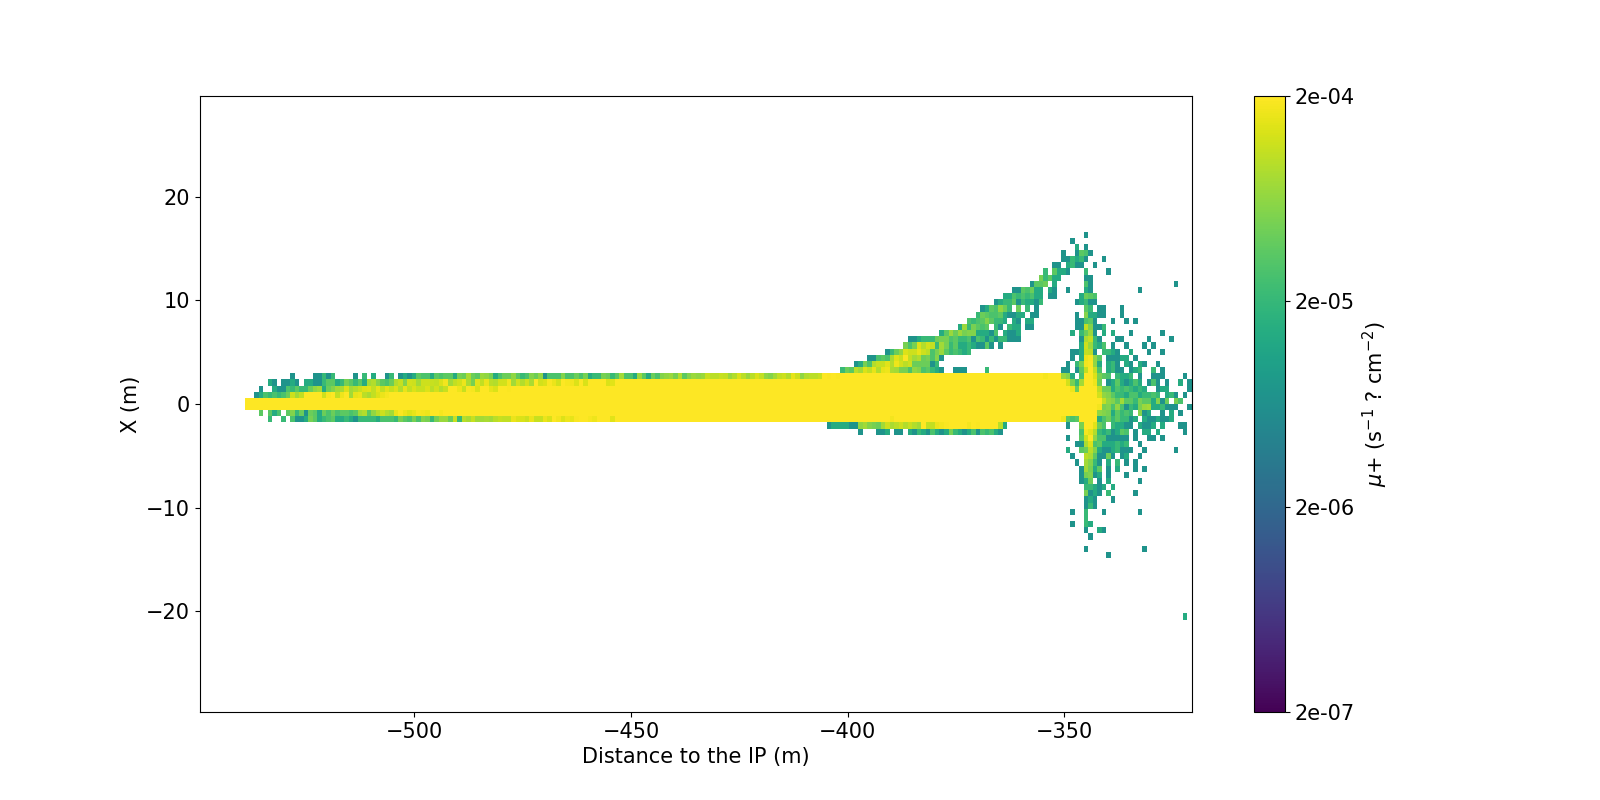 20
10
0
−10
−20
X (m)
−500
−450
−400
−350
Distance to the IP (m)
2e-04
2e-05
2e-06
2e-07
μ+ (s⁻¹ ? cm⁻²)